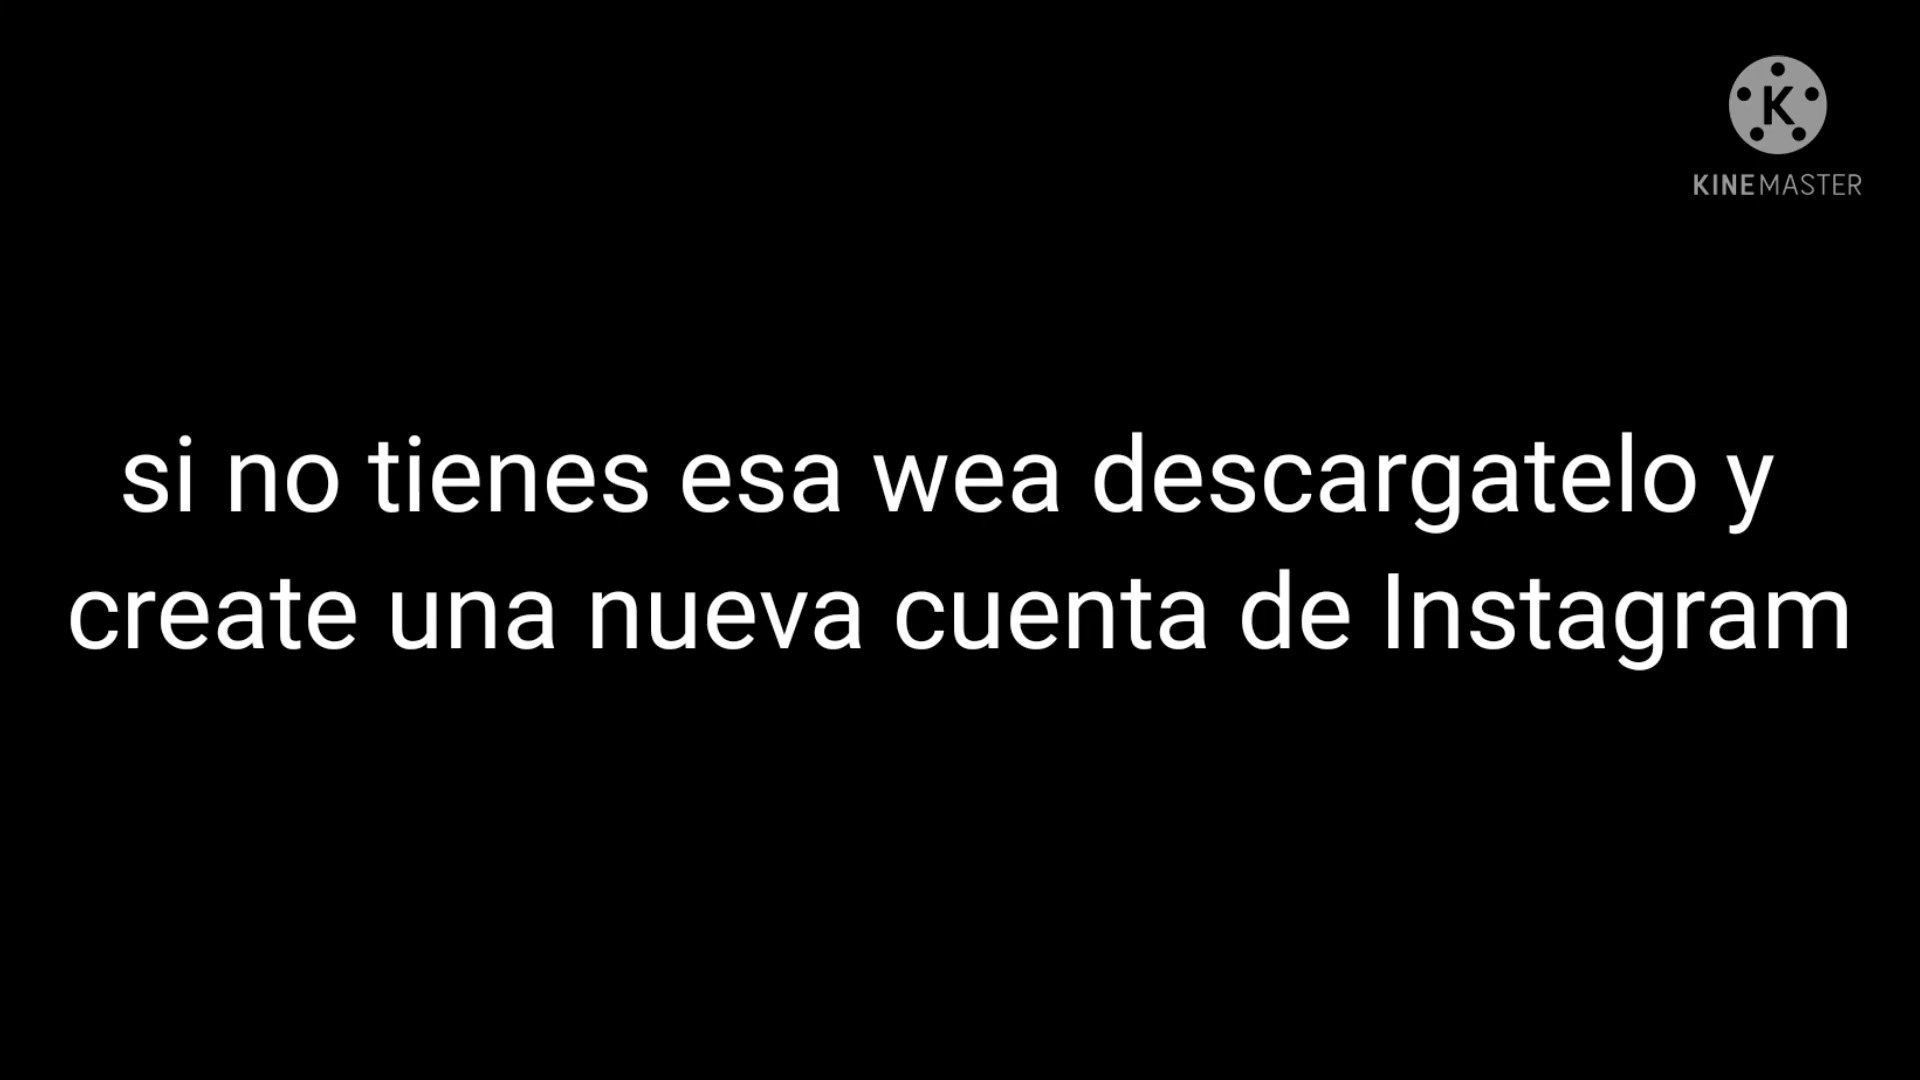 K
KINEMASTER
si no tienes esa wea descargatelo y
create una nueva cuenta de Instagram